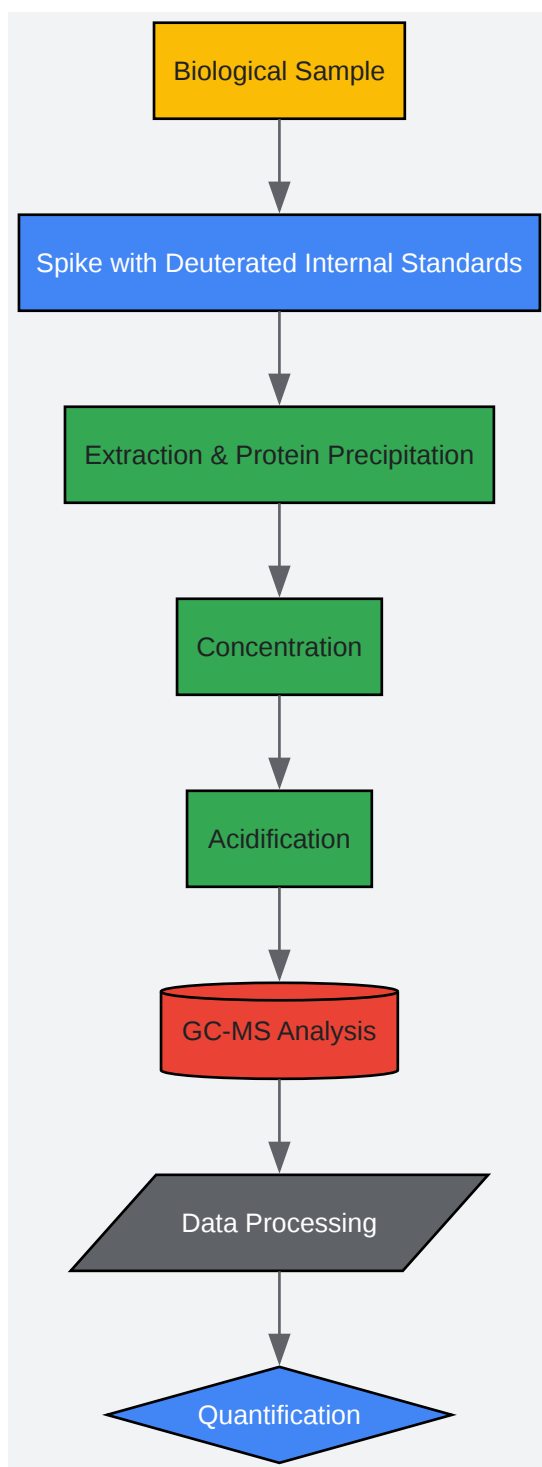 Biological Sample
Spike with Deuterated Internal Standards
Extraction & Protein Precipitation
Concentration
Acidification
GC-MS Analysis
Data Processing
Quantification